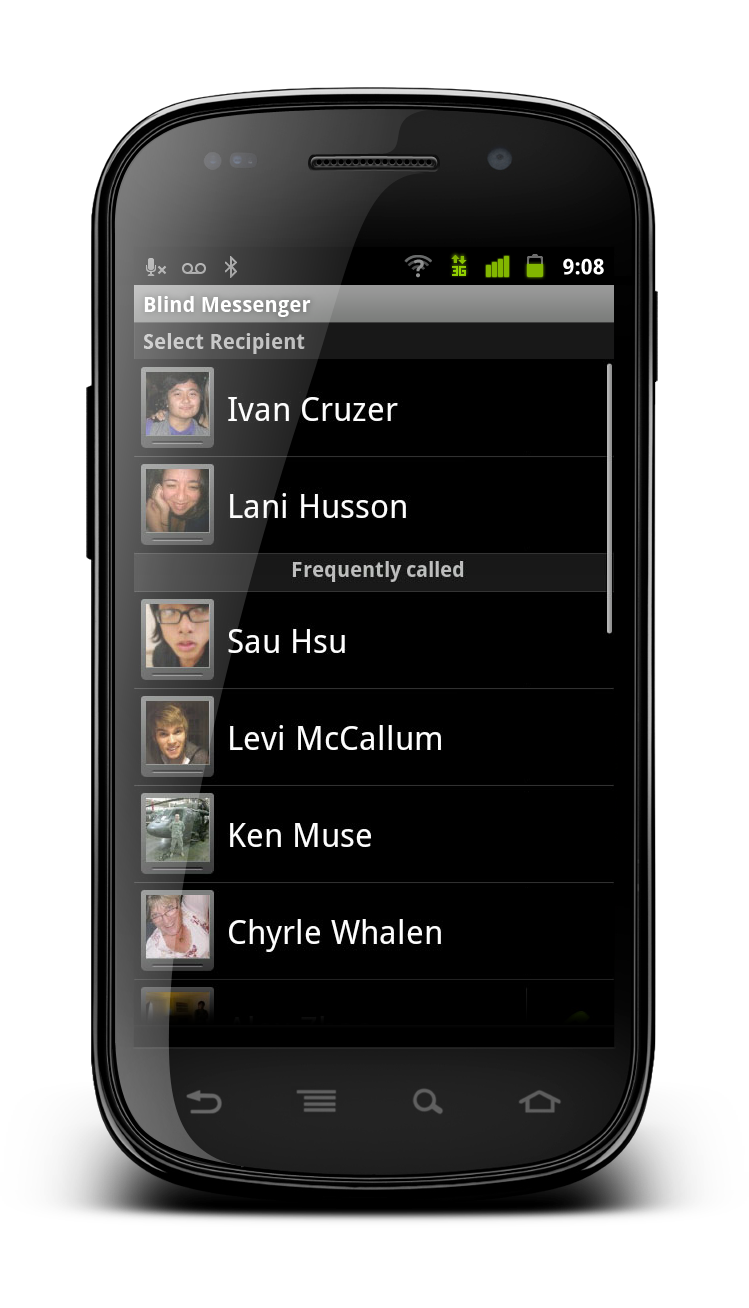 3G 9:08
Blind Messenger
Select Recipient
Ivan Cruzer
Lani Husson
Frequently called
Sau Hsu
Levi McCallum
Ken Muse
Chyrle Whalen